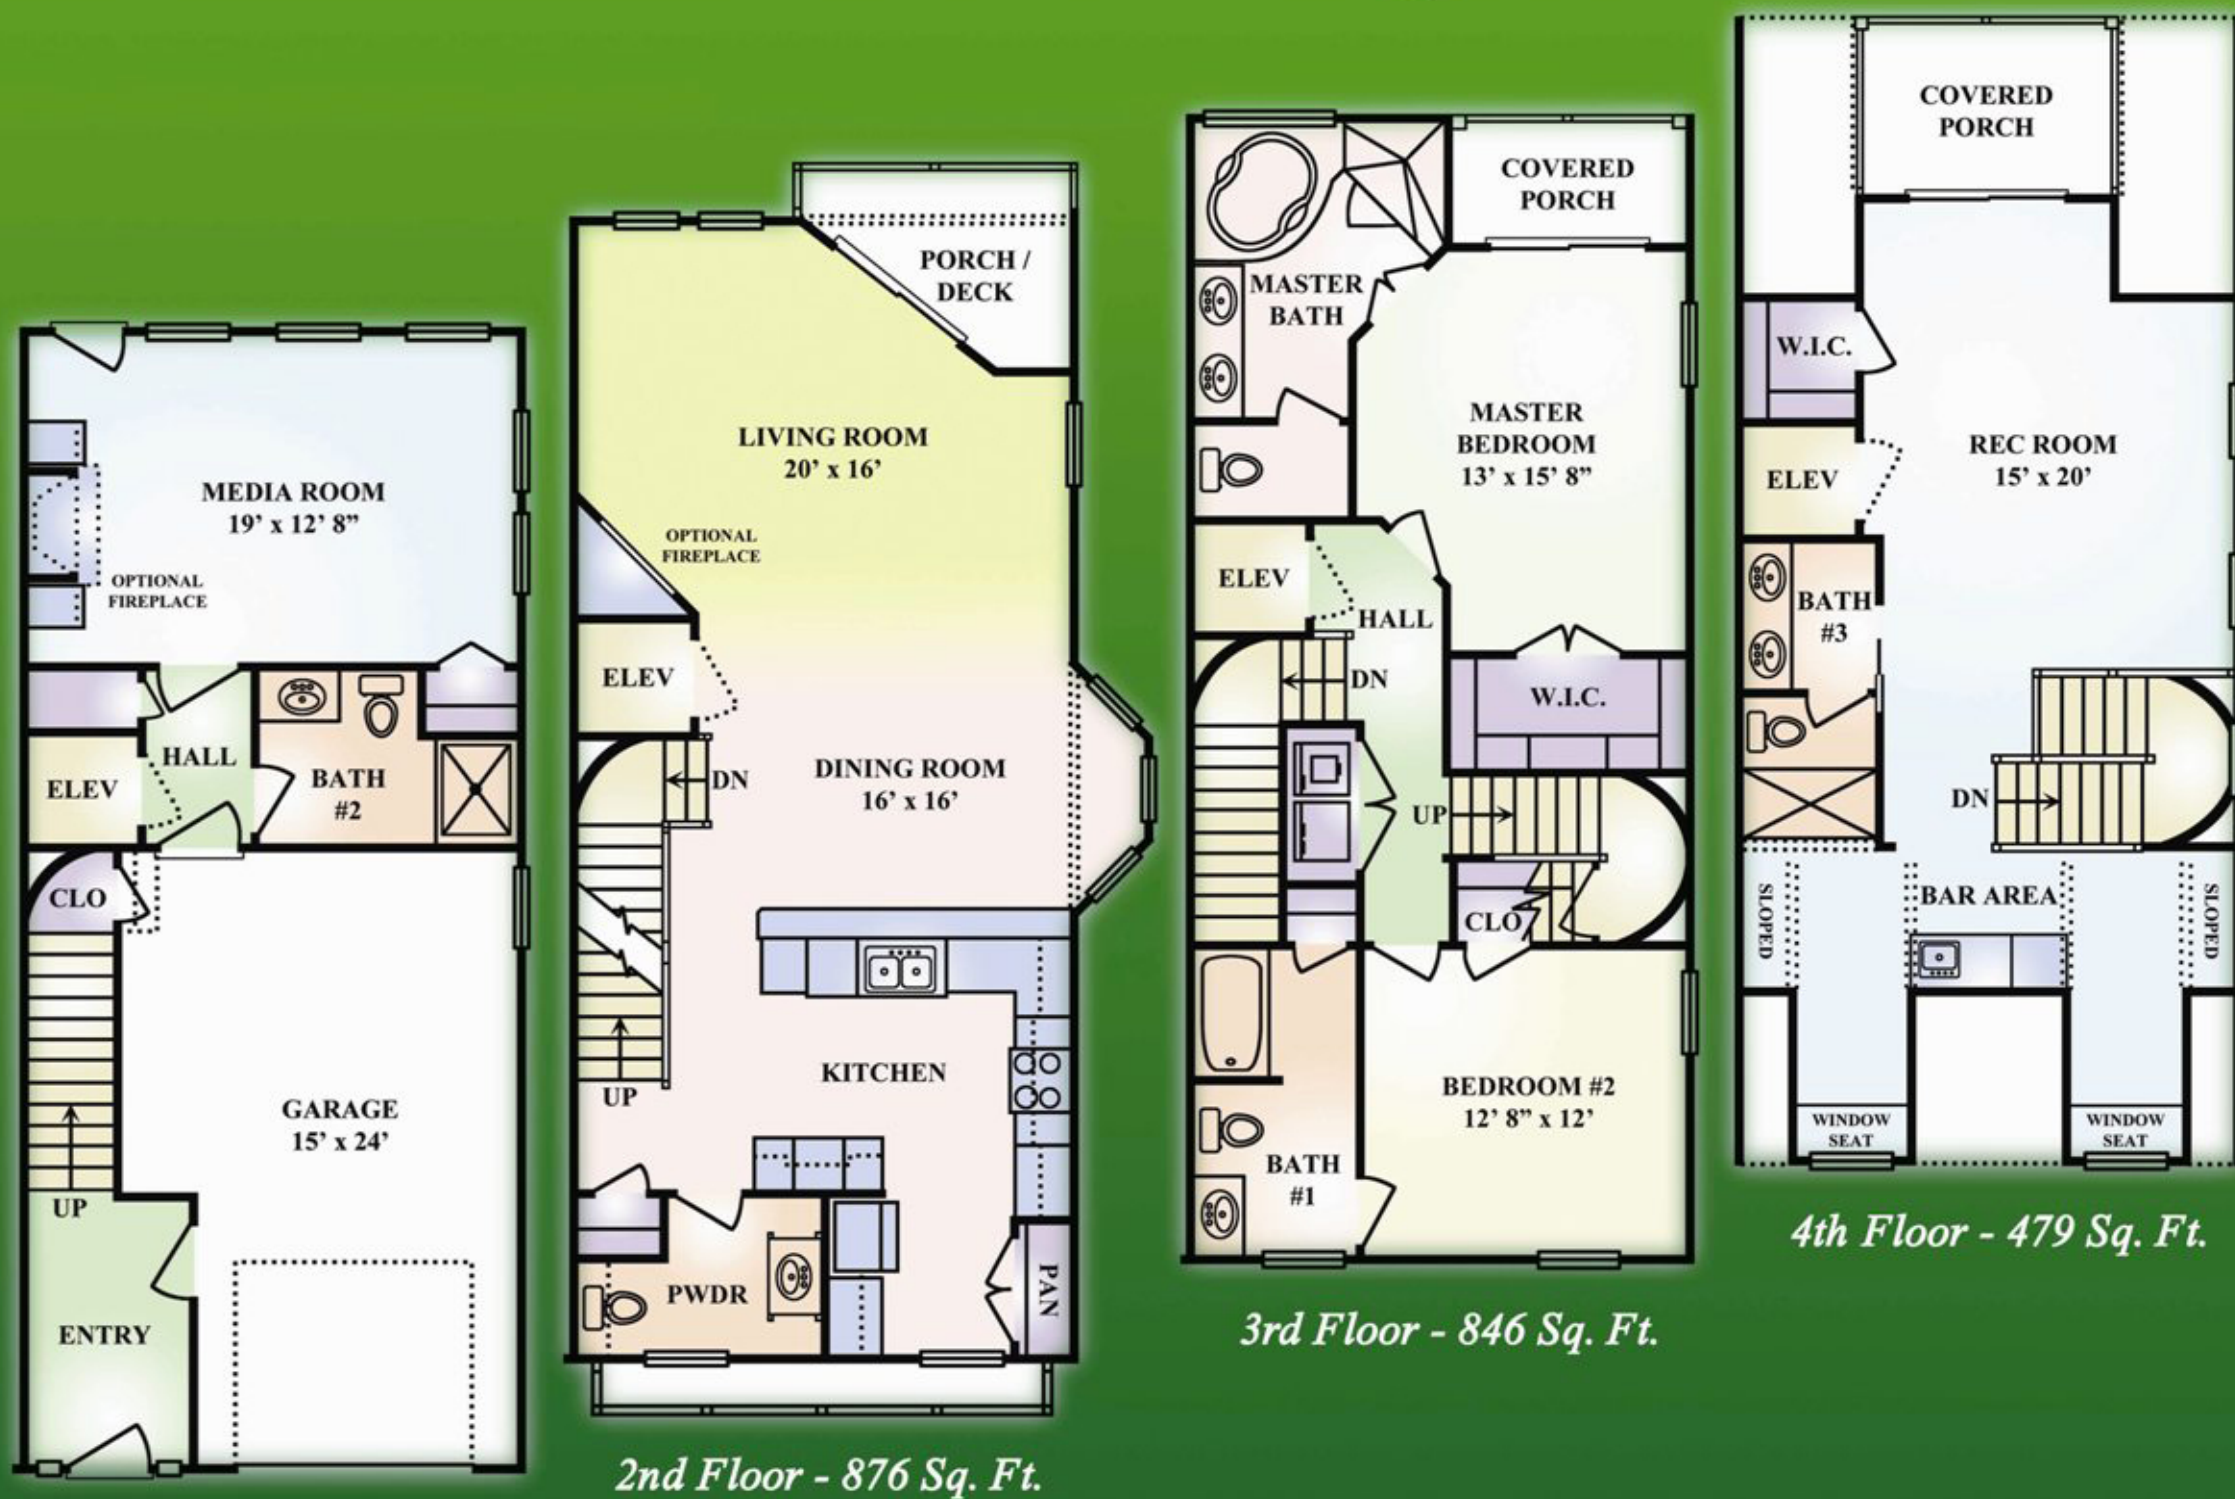 MEDIA ROOM
19’ x 12’ 8”
OPTIONAL
FIREPLACE
HALL
ELEV
BATH
#2
CLO
GARAGE
15’ x 24’
UP
ENTRY
PORCH /
DECK
LIVING ROOM
20’ x 16’
OPTIONAL
FIREPLACE
ELEV
DN
DINING ROOM
16’ x 16’
KITCHEN
UP
PWDR
PAN
2nd Floor - 876 Sq. Ft.
COVERED
PORCH
MASTER
BATH
MASTER
BEDROOM
13’ x 15’ 8”
ELEV
HALL
DN
W.I.C.
UP
CLO
BEDROOM #2
12’ 8” x 12’
BATH
#1
3rd Floor - 846 Sq. Ft.
COVERED
PORCH
W.I.C.
REC ROOM
15’ x 20’
ELEV
BATH
#3
DN
SLOPED
BAR AREA
SLOPED
WINDOW
SEAT
WINDOW
SEAT
4th Floor - 479 Sq. Ft.